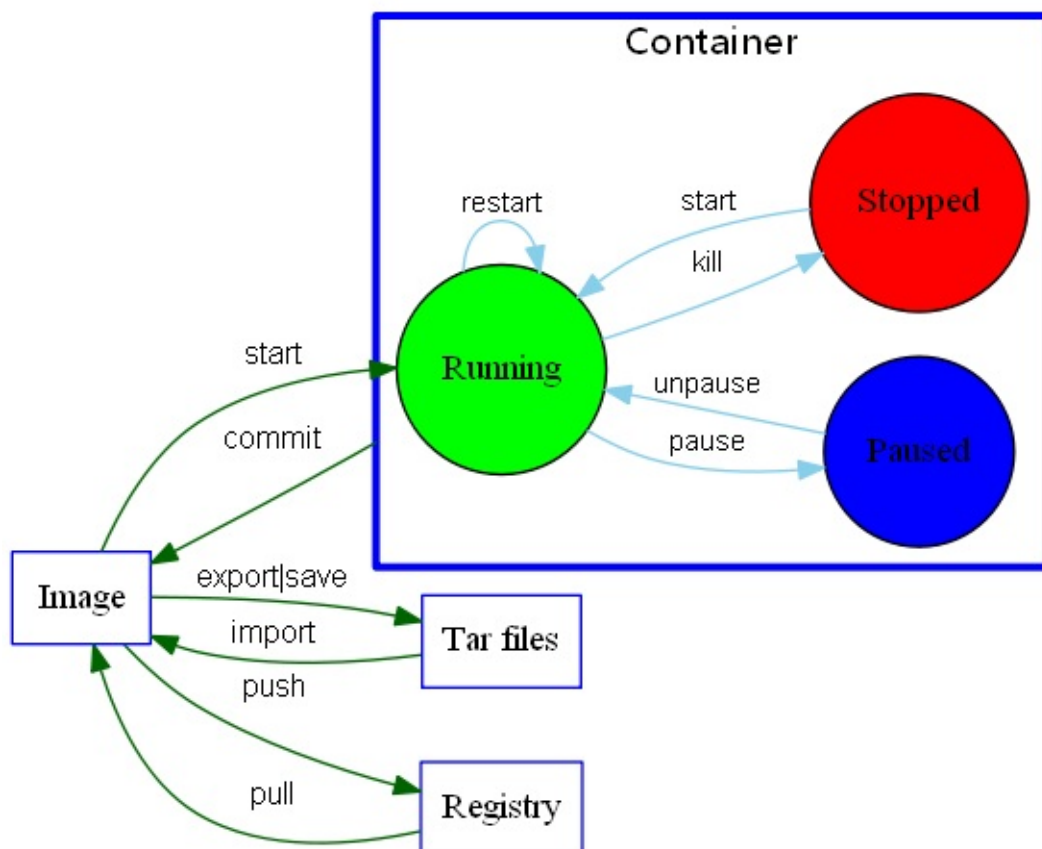 Container
Stopped
restart
start
kill
Running
start
unpause
commit
pause
Paused
export|save
Image
import
Tar files
push
pull
Registry